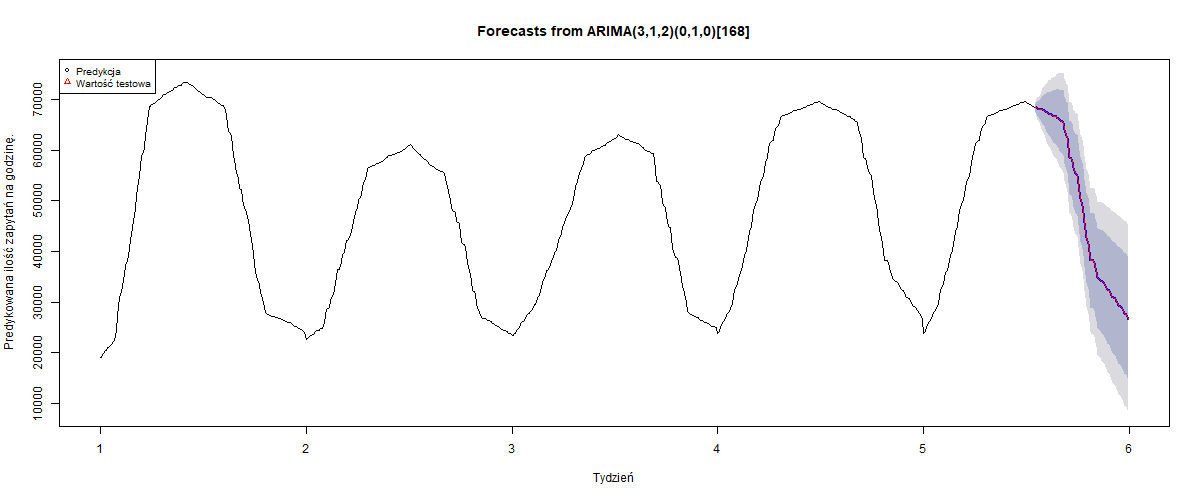 Forecasts from ARIMA(3,1,2)(0,1,0)[168]
Predykcja
Wartość testowa
Predykowana ilość zapytań na godzinę.
70000
60000
50000
40000
30000
20000
10000
1 2 3 4 5 6
Tydzień